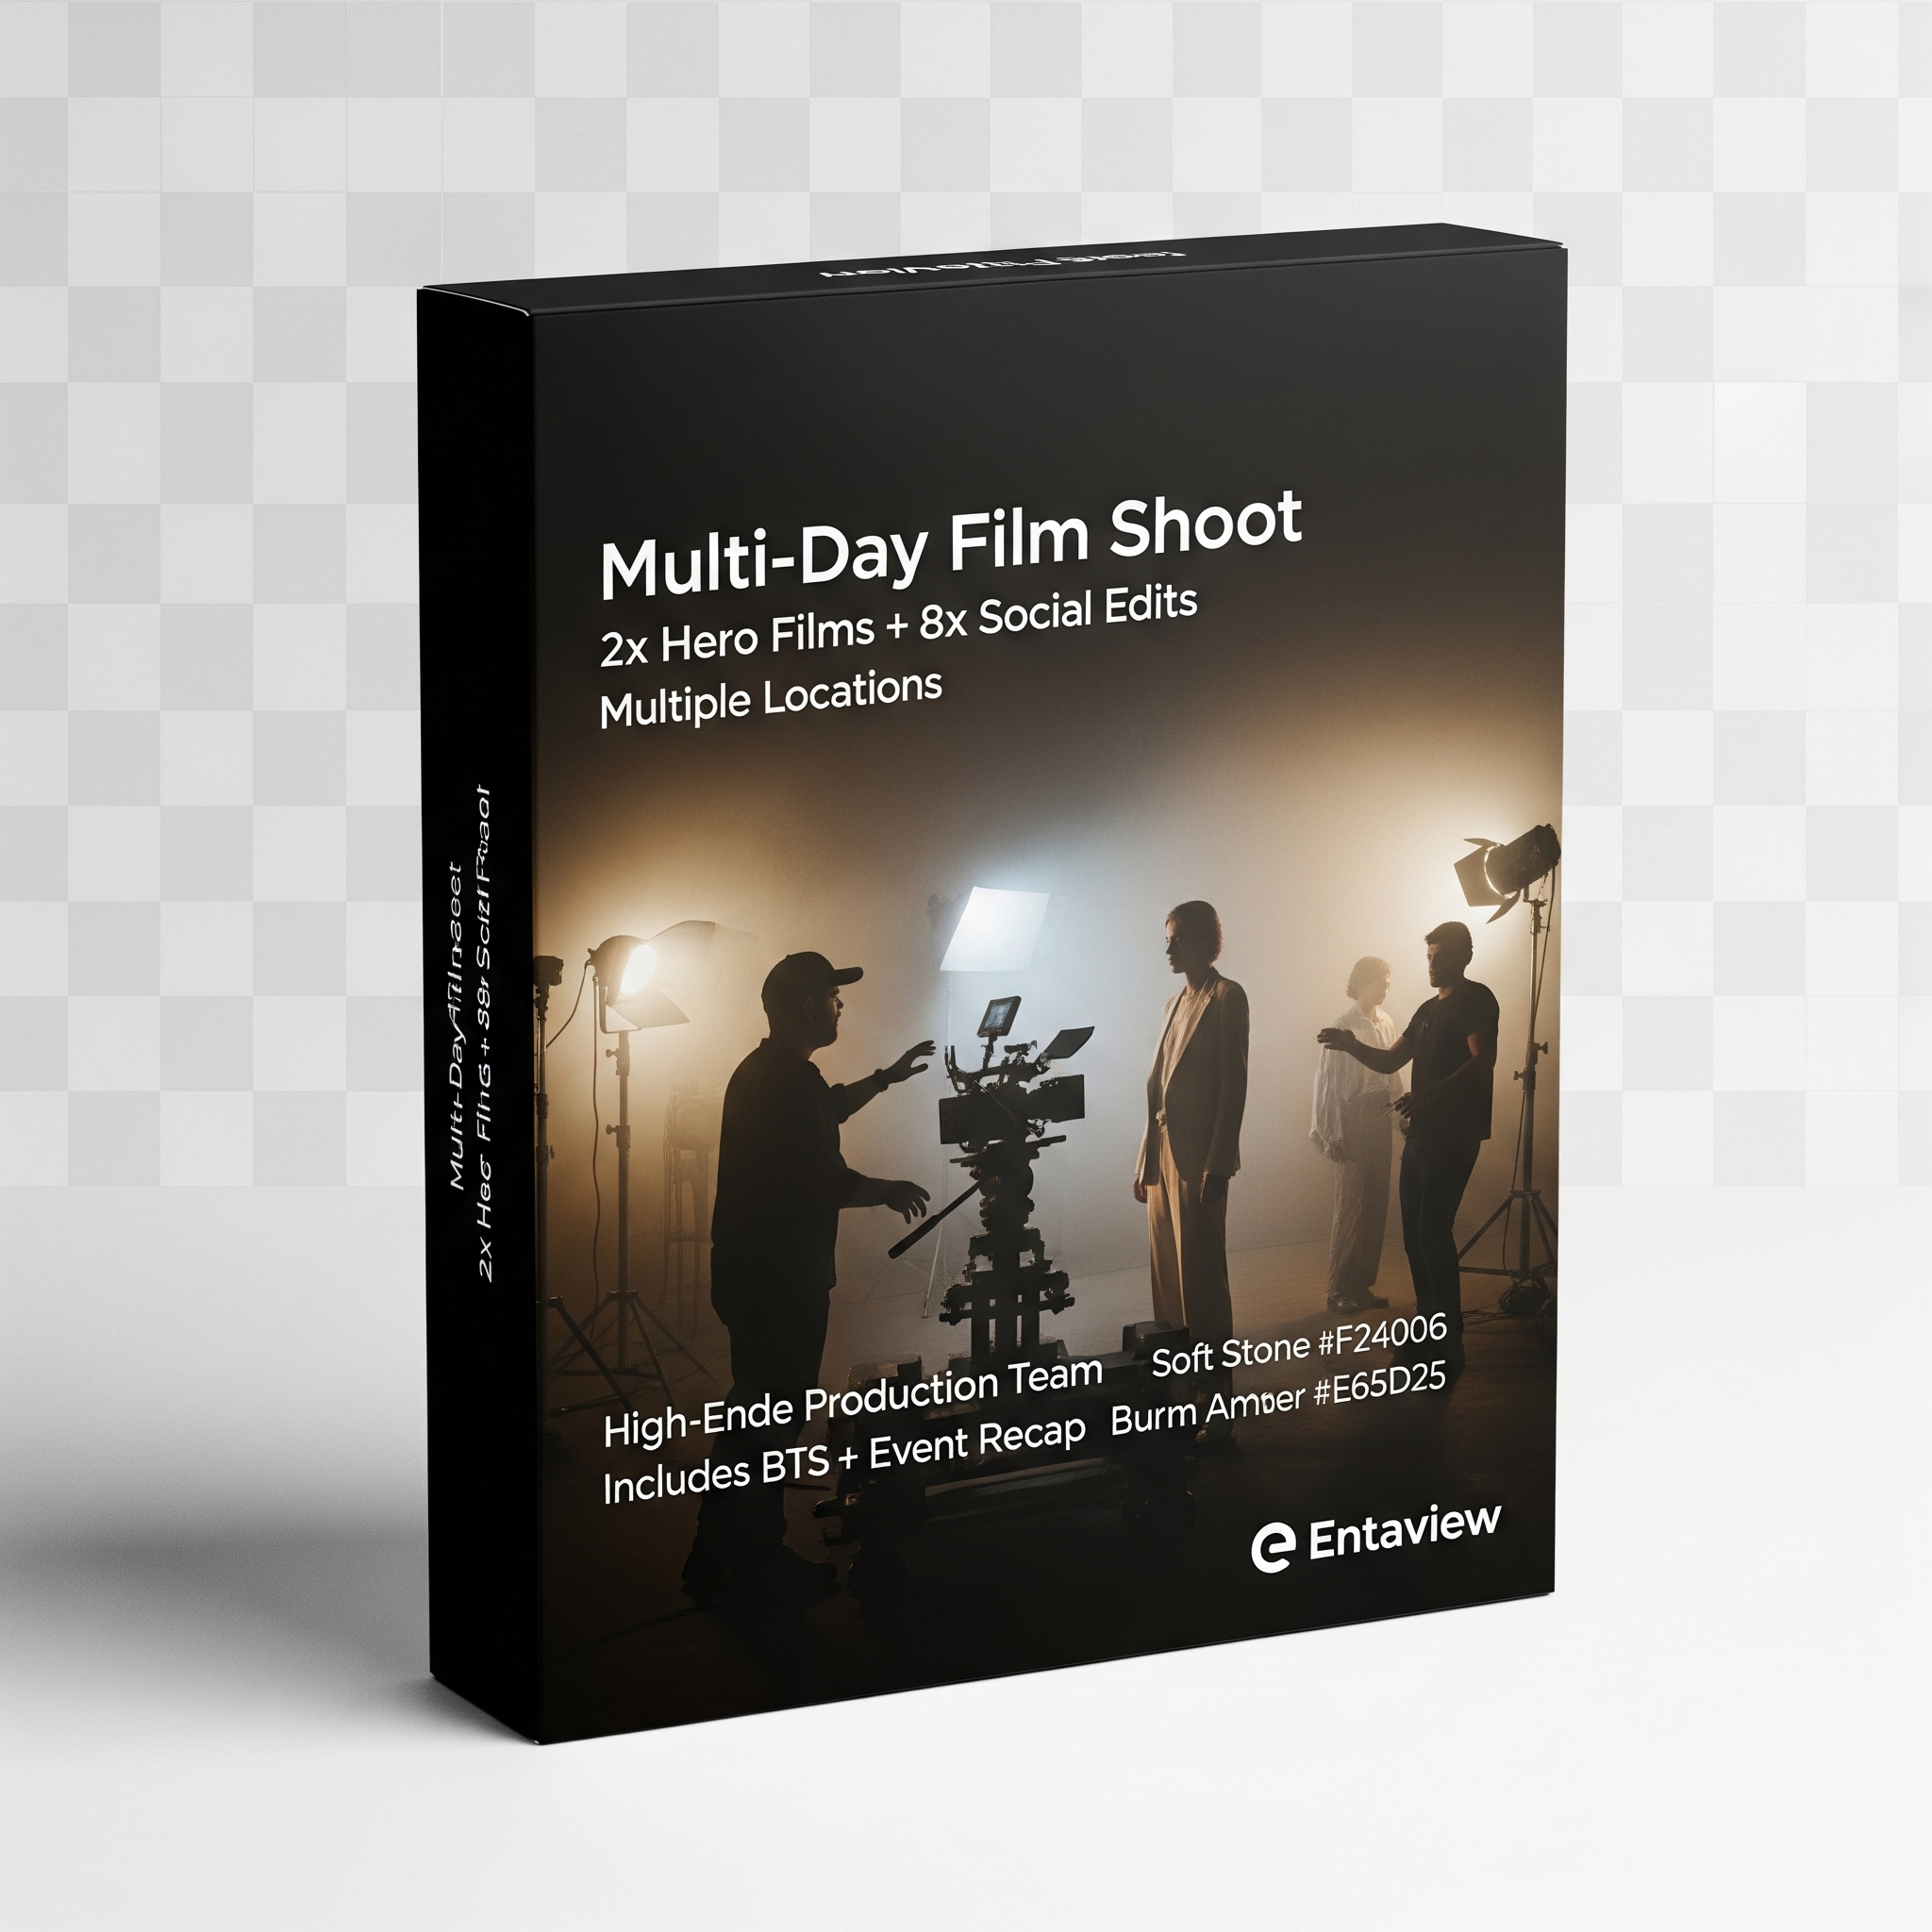 Multi-Day Film Shoot
2x Hero Films + 8x Social Edits
Multiple Locations
High-Ende Production Team
Includes BTS + Event Recap
Soft Stone #F24006
Burm Amber #E65D25
Entaview